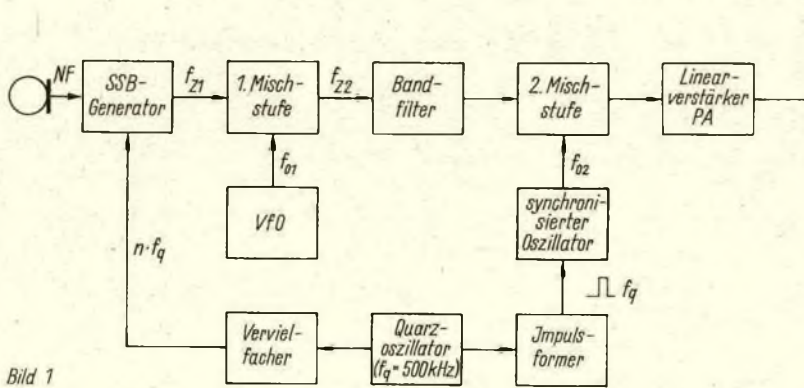 NF
SSB-
Generator
f_Z1
1. Misch-
stufe
f_Z2
Band-
filter
2. Misch-
stufe
Linear-
verstärker
PA
f_01
f_02
VfO
synchroni-
sierter
Oszillator
n·f_q
f_q
Verviel-
facher
Quarz-
oszillator
(f_q = 500kHz)
Jmpuls-
former
Bild 1